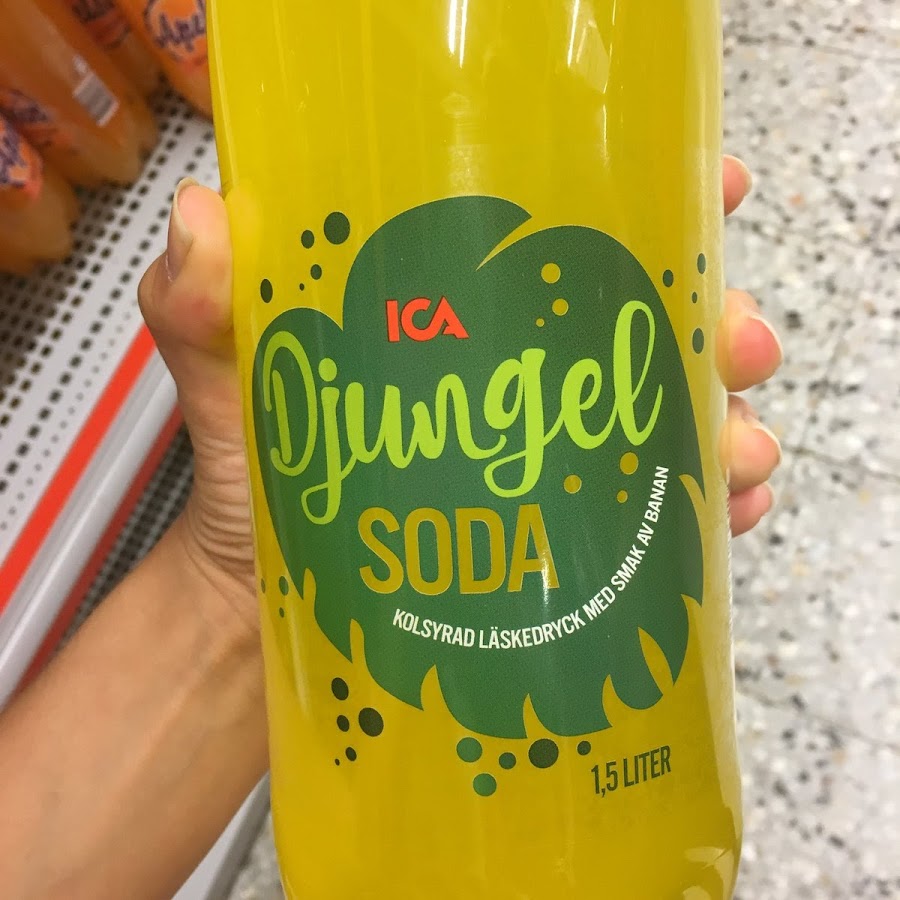 ICA
Djungel
SODA
KOLSYRAD LÄSKEDRYCK MED SMAK AV BANAN
1,5 LITER